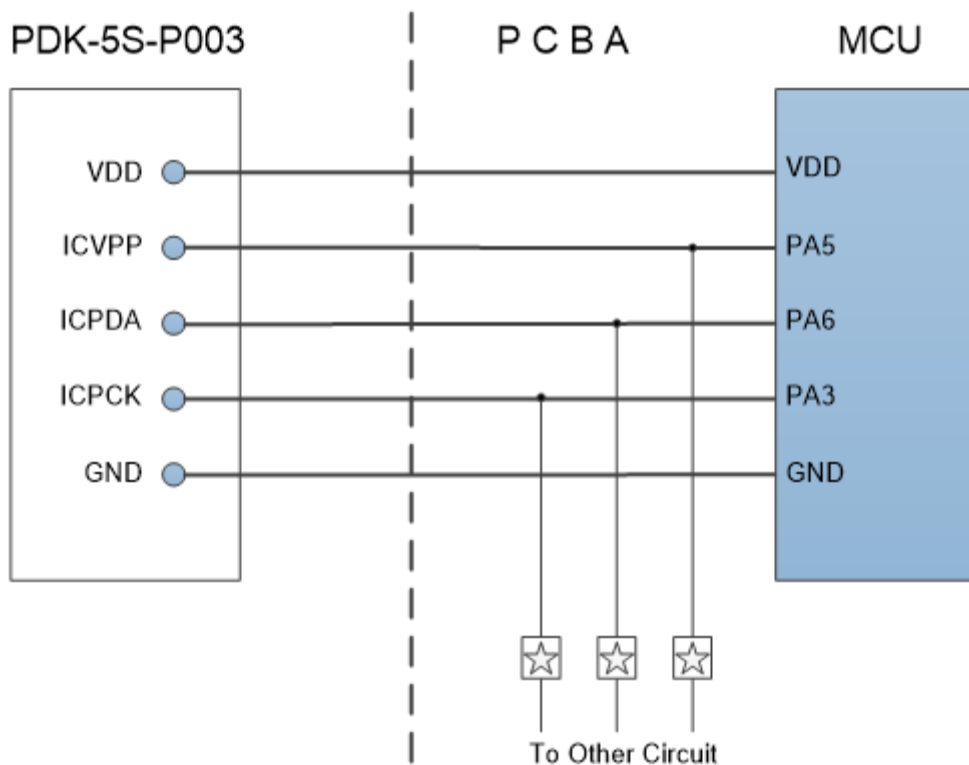 PDK-5S-P003
P C B A
MCU
VDD
VDD
ICVPP
PA5
ICPDA
PA6
ICPCK
PA3
GND
GND
To Other Circuit